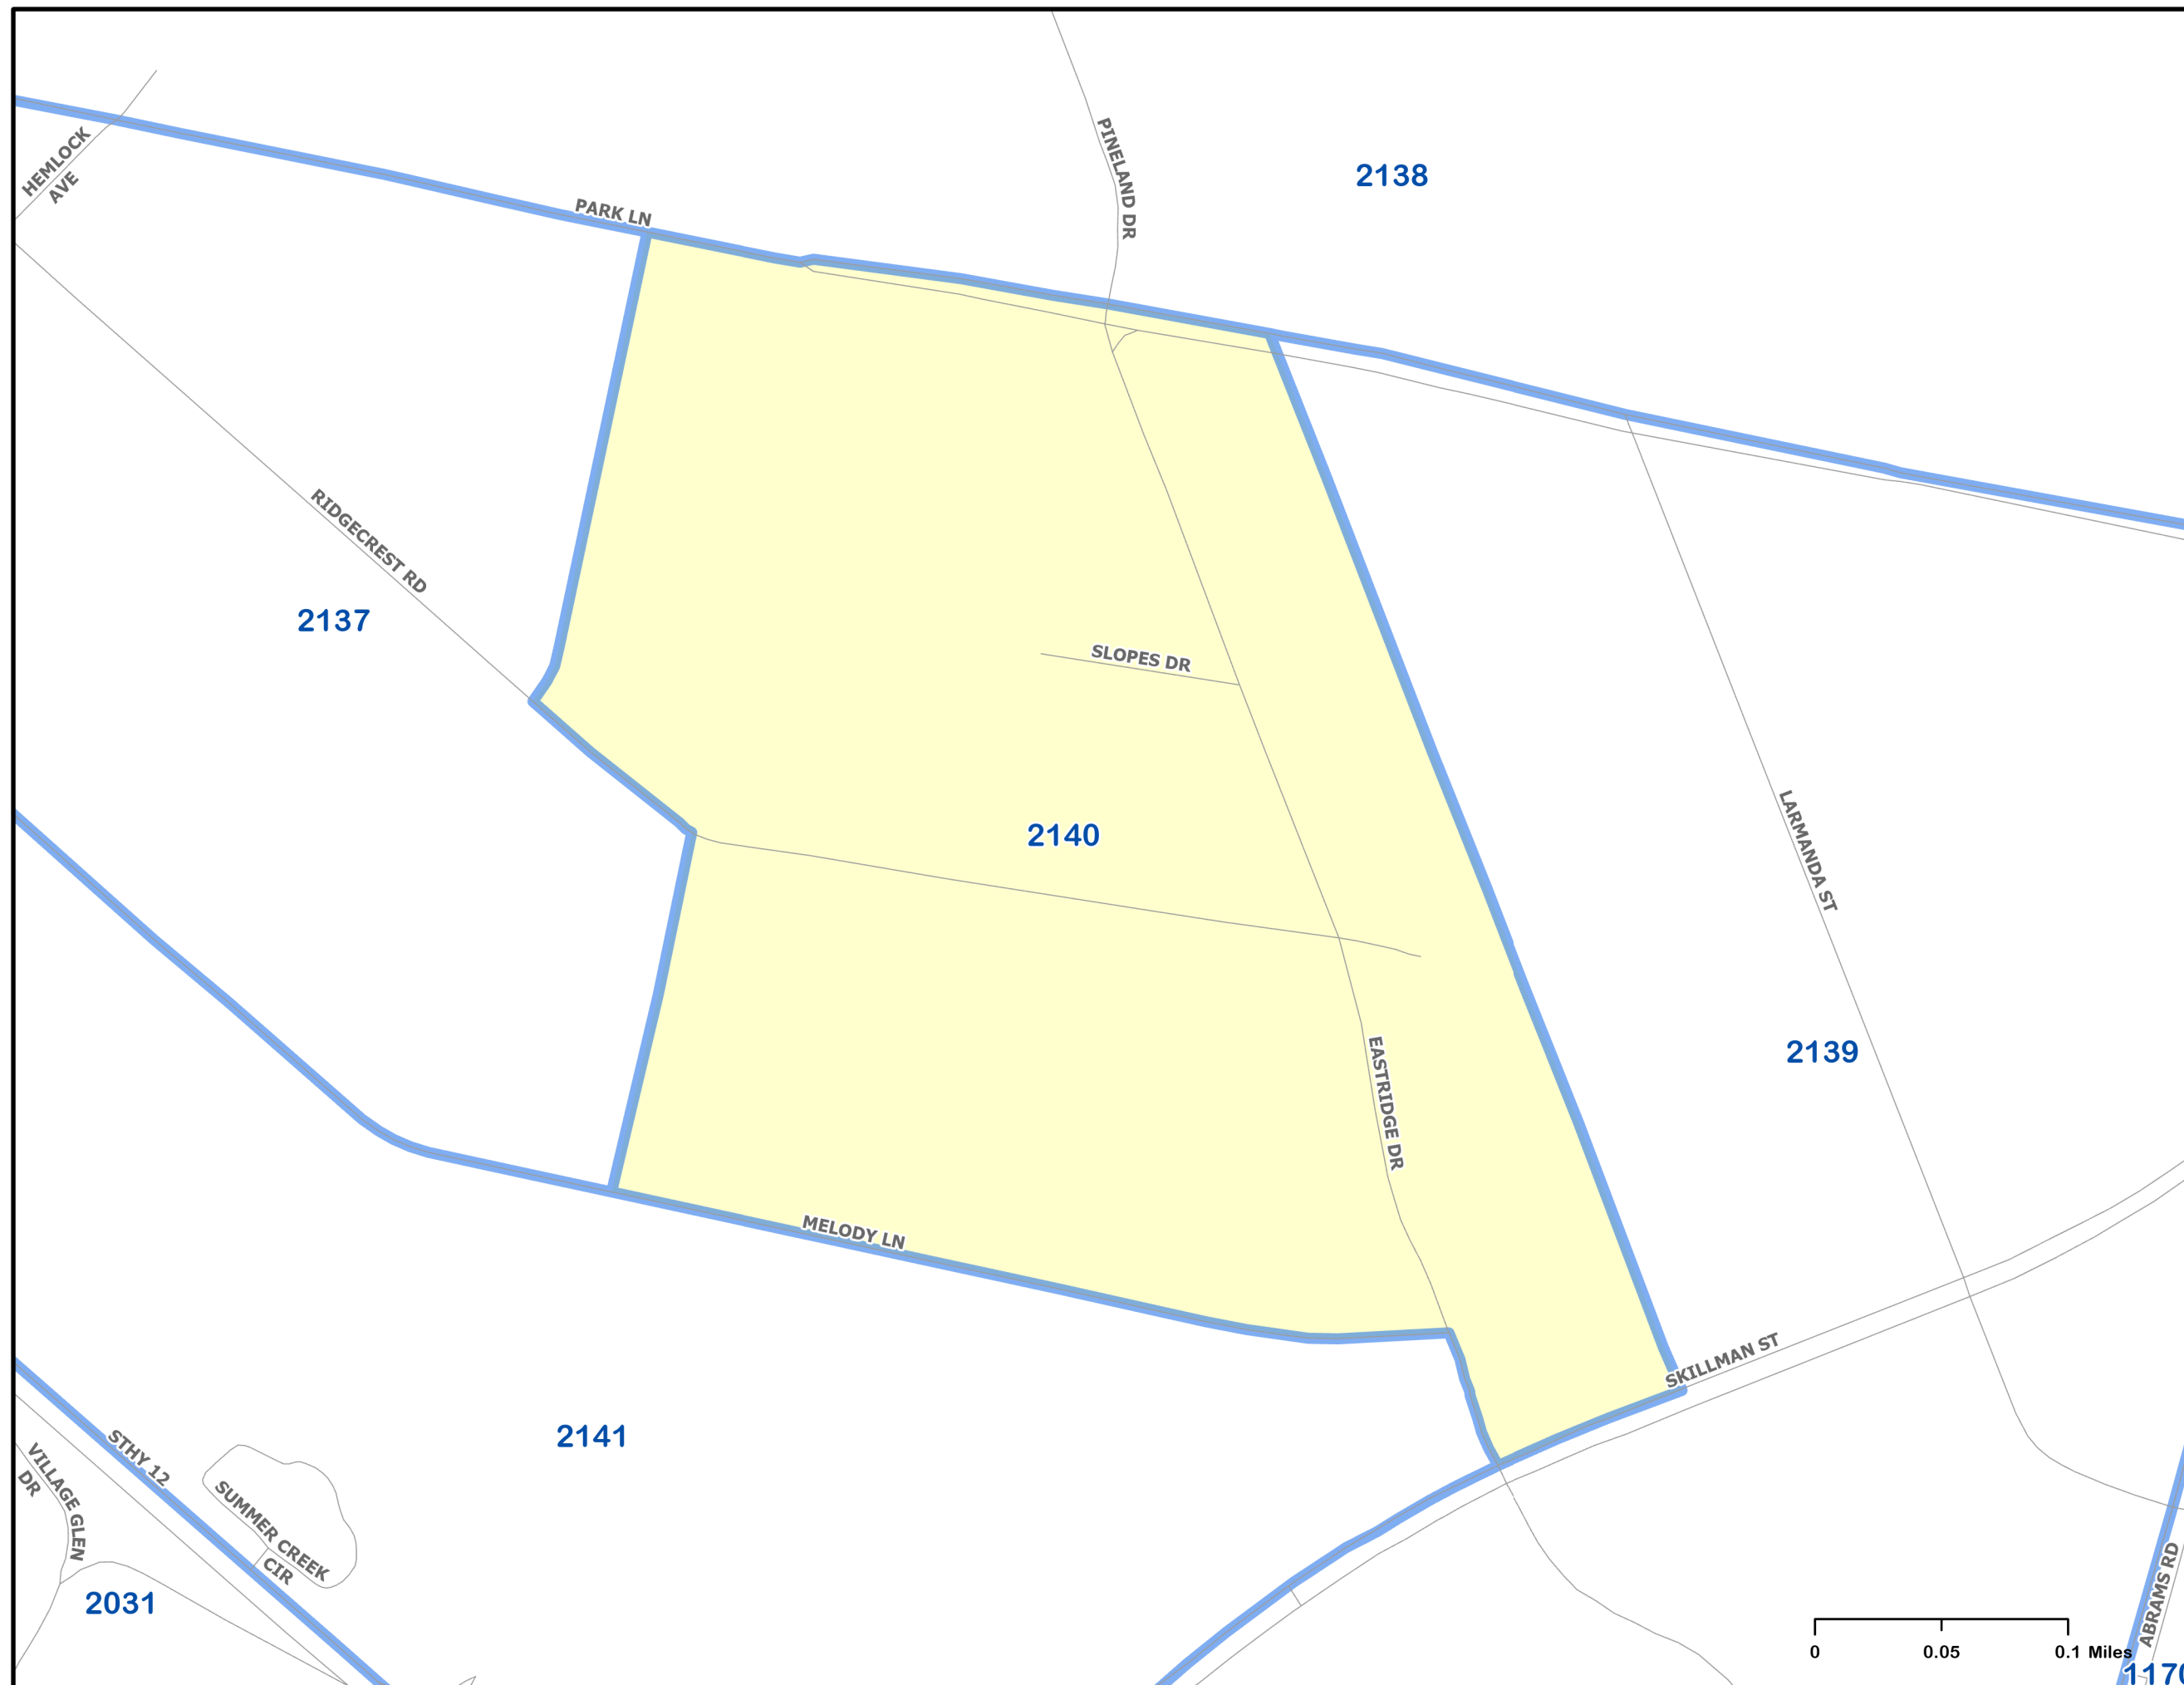 HEMLOCK
AVE
PARK LN
PINELAND DR
2138
RIDGECREST RD
2137
SLOPES DR
2140
LARMANDA ST
2139
EASTRIDGE DR
MELODY LN
SKILLMAN ST
2141
STHY 12
VILLAGE GLEN
DR
SUMMER CREEK
CIR
2031
ABRAMS RD
0 0.05 0.1 Miles